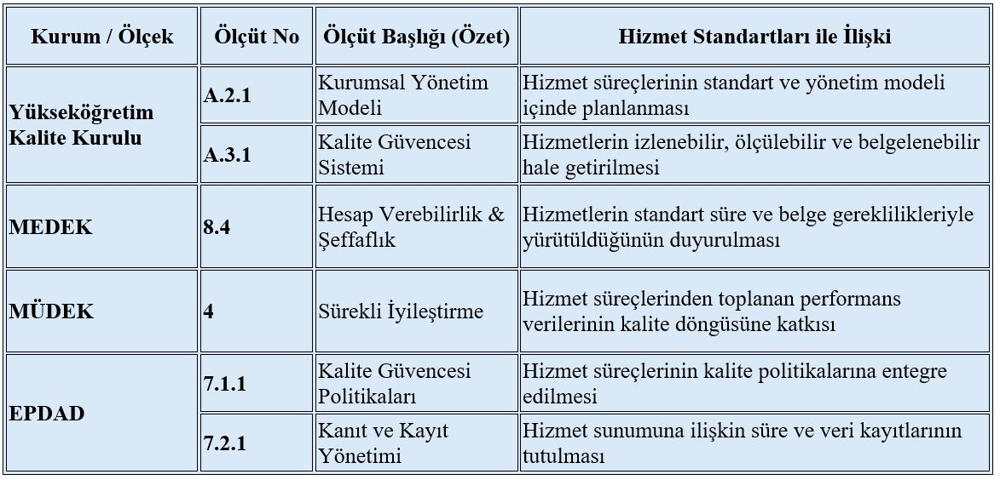 Kurum / Ölçek
Ölçüt No
Ölçüt Başlığı (Özet)
Hizmet Standartları ile İlişki
Yükseköğretim
Kalite Kurulu
A.2.1
Kurumsal Yönetim
Modeli
Hizmet süreçlerinin standart ve yönetim modeli
içinde planlanması
A.3.1
Kalite Güvencesi
Sistemi
Hizmetlerin izlenebilir, ölçülebilir ve belgelenebilir
hale getirilmesi
MEDEK
8.4
Hesap Verebilirlik &
Şeffaflık
Hizmetlerin standart süre ve belge gereklilikleriyle
yürütüldüğünün duyurulması
MÜDEK
4
Sürekli İyileştirme
Hizmet süreçlerinden toplanan performans
verilerinin kalite döngüsüne katkısı
EPDAD
7.1.1
Kalite Güvencesi
Politikaları
Hizmet süreçlerinin kalite politikalarına entegre
edilmesi
7.2.1
Kanıt ve Kayıt
Yönetimi
Hizmet sunumuna ilişkin süre ve veri kayıtlarının
tutulması